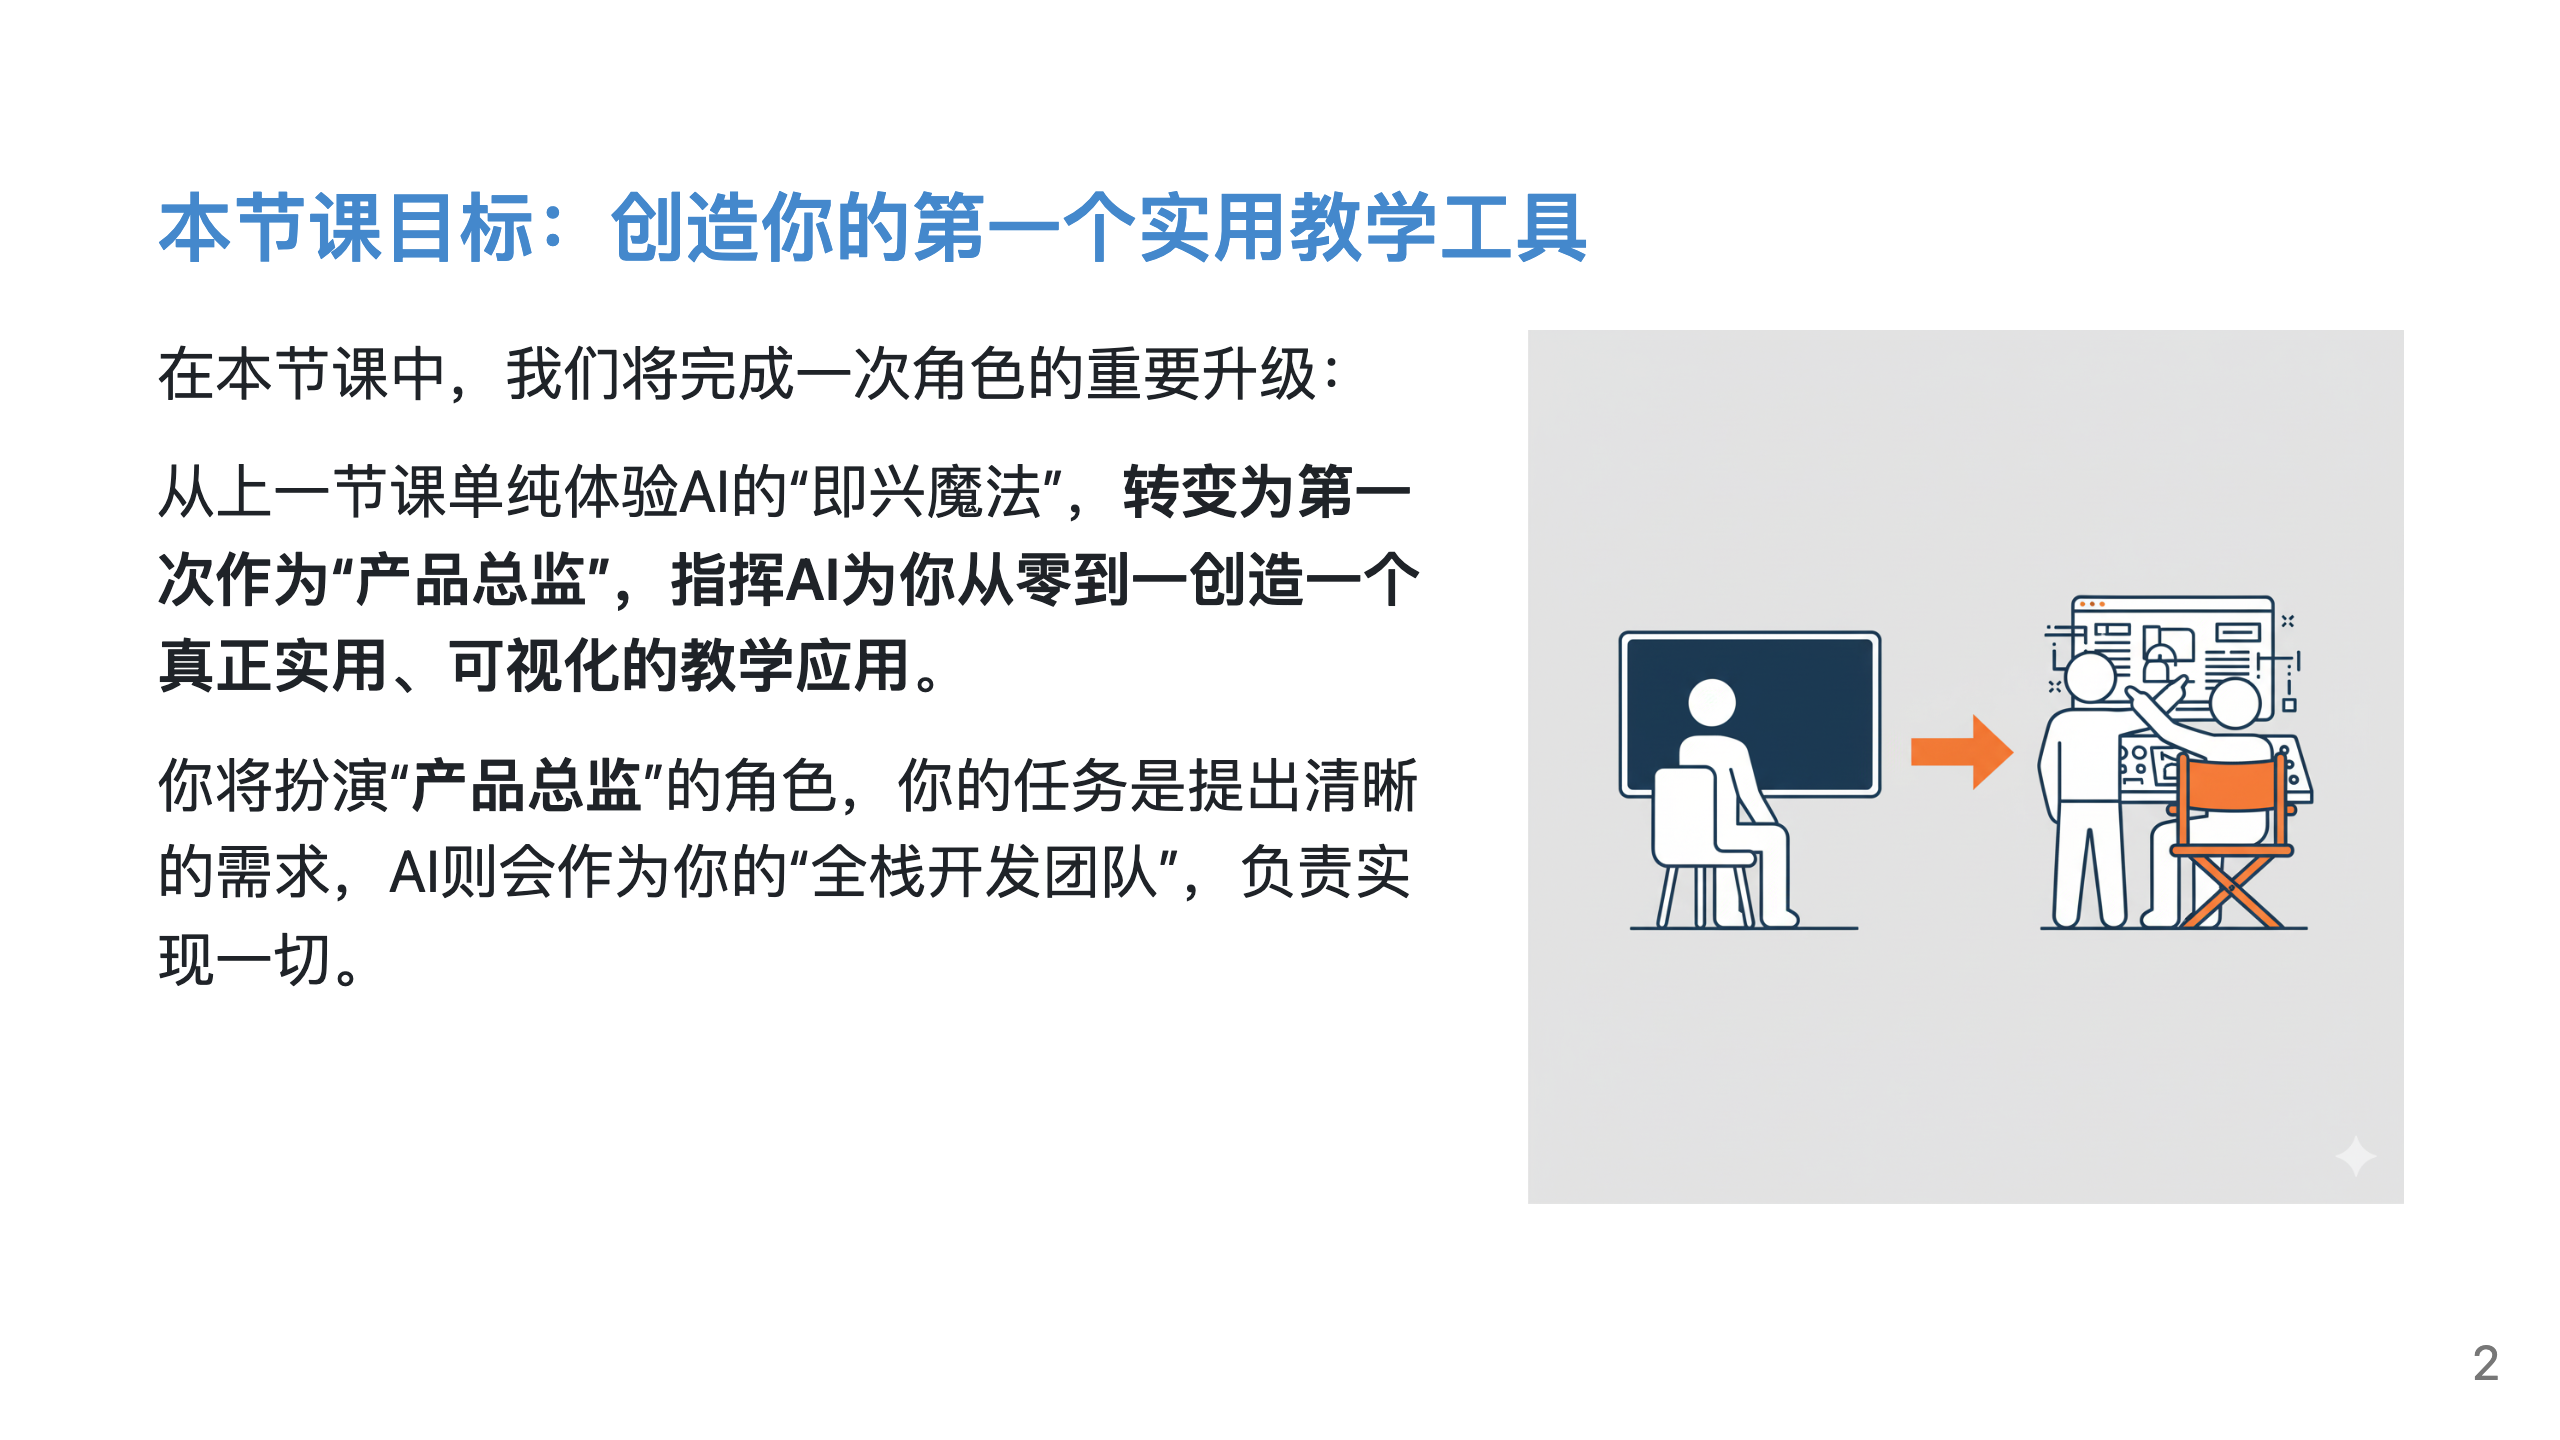 本节课目标：创造你的第一个实用教学工具
在本节课中，我们将完成一次角色的重要升级：
从上一节课单纯体验AI的“即兴魔法”，转变为第一
次作为“产品总监”，指挥AI为你从零到一创造一个
真正实用、可视化的教学应用。
你将扮演“产品总监”的角色，你的任务是提出清晰
的需求，AI则会作为你的“全栈开发团队”，负责实
现一切。
2